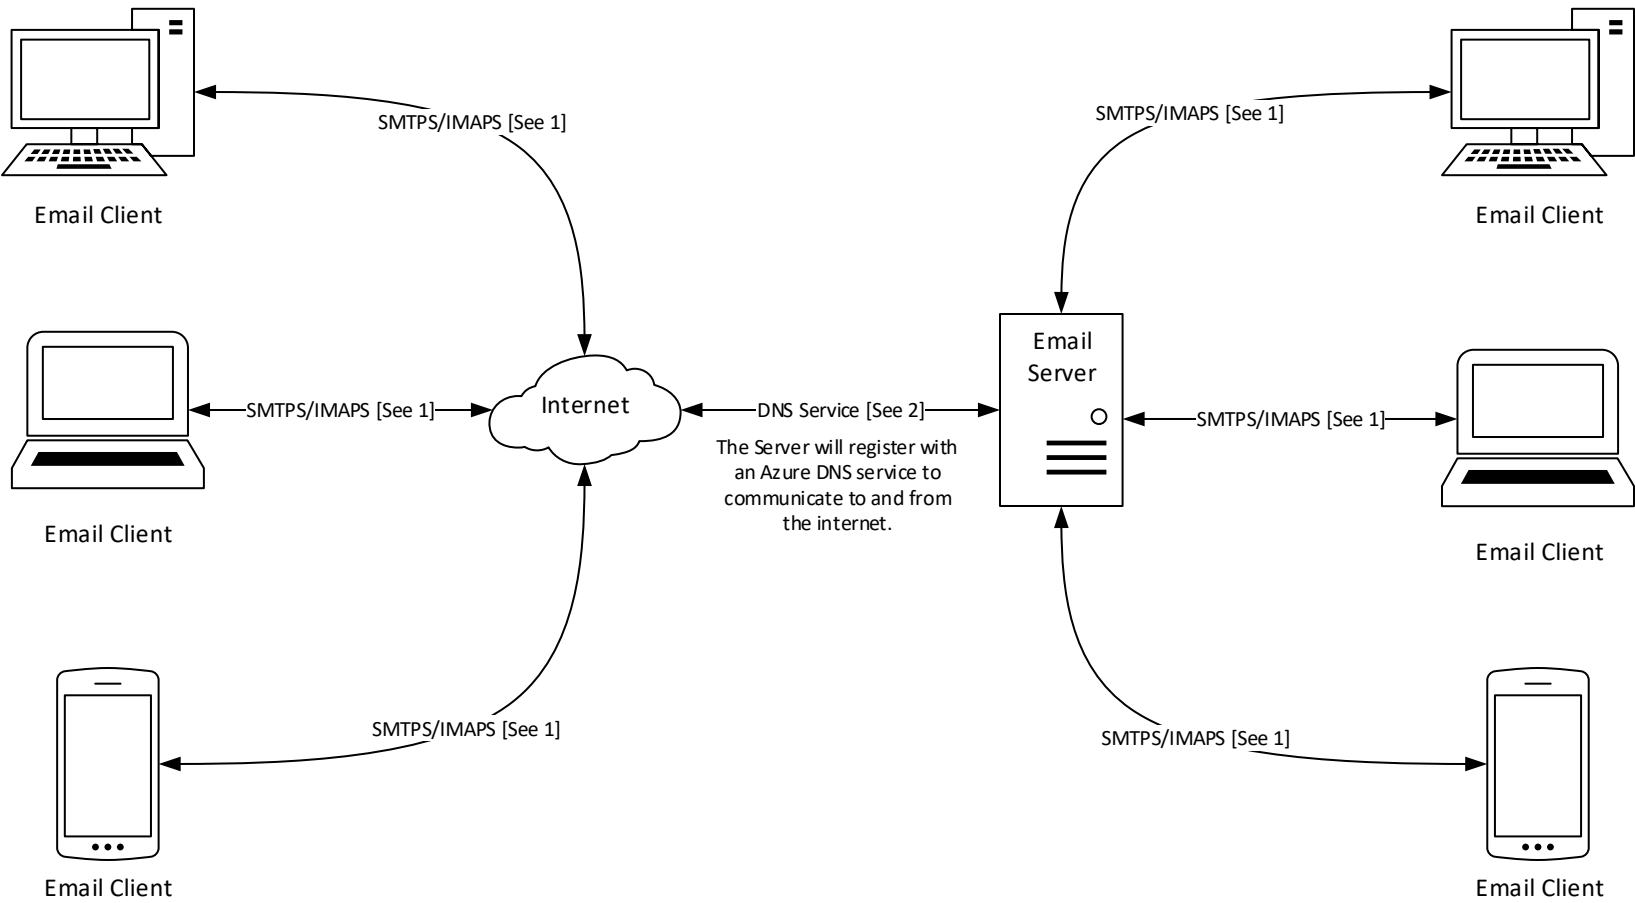 SMTPS/IMAPS [See 1]
SMTPS/IMAPS [See 1]
Email Client
Email Client
Email
Server
Internet
SMTPS/IMAPS [See 1]
DNS Service [See 2]
SMTPS/IMAPS [See 1]
The Server will register with
an Azure DNS service to
communicate to and from
the internet.
Email Client
Email Client
SMTPS/IMAPS [See 1]
SMTPS/IMAPS [See 1]
Email Client
Email Client